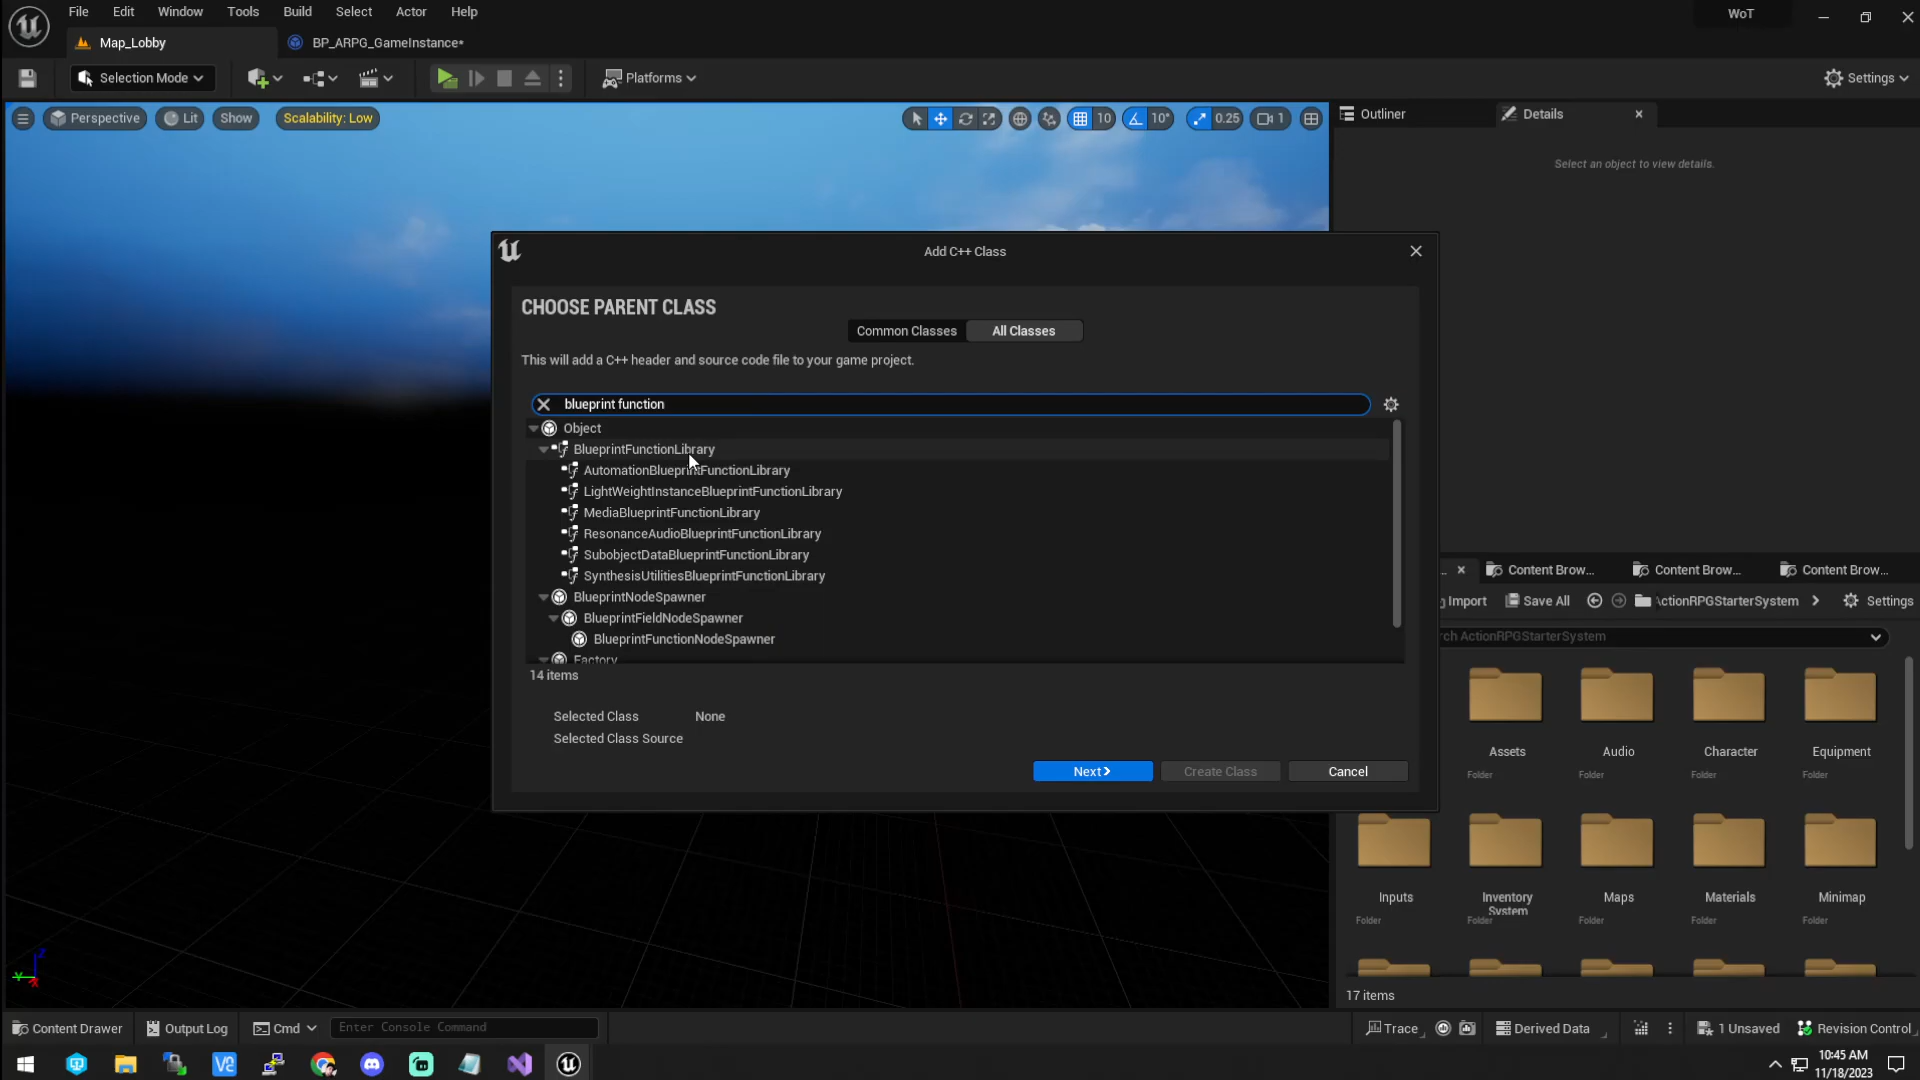 File Edit Window Tools Build Select Actor Help
WoT
Map_Lobby
BP_ARPG_GameInstance*
Selection Mode
Platforms
Settings
Perspective
Lit
Show
Scalability: Low
10
10°
0.25
1
Outliner
Details
Select an object to view details.
Add C++ Class
CHOOSE PARENT CLASS
Common Classes
All Classes
This will add a C++ header and source code file to your game project.
blueprint function
Object
BlueprintFunctionLibrary
AutomationBlueprintFunctionLibrary
LightWeightInstanceBlueprintFunctionLibrary
MediaBlueprintFunctionLibrary
ResonanceAudioBlueprintFunctionLibrary
SubobjectDataBlueprintFunctionLibrary
SynthesisUtilitiesBlueprintFunctionLibrary
BlueprintNodeSpawner
BlueprintFieldNodeSpawner
BlueprintFunctionNodeSpawner
Factory
14 items
Selected Class None
Selected Class Source
Next
Create Class
Cancel
Content Brow...
Content Brow...
Content Brow...
Import
Save All
ActionRPGStarterSystem
Settings
rch ActionRPGStarterSystem
Assets
Folder
Audio
Folder
Character
Folder
Equipment
Folder
Inputs
Folder
Inventory
System
Folder
Maps
Folder
Materials
Folder
Minimap
Folder
17 items
Content Drawer
Output Log
Cmd
Enter Console Command
Trace
Derived Data
1 Unsaved
Revision Control
10:45 AM
11/18/2023